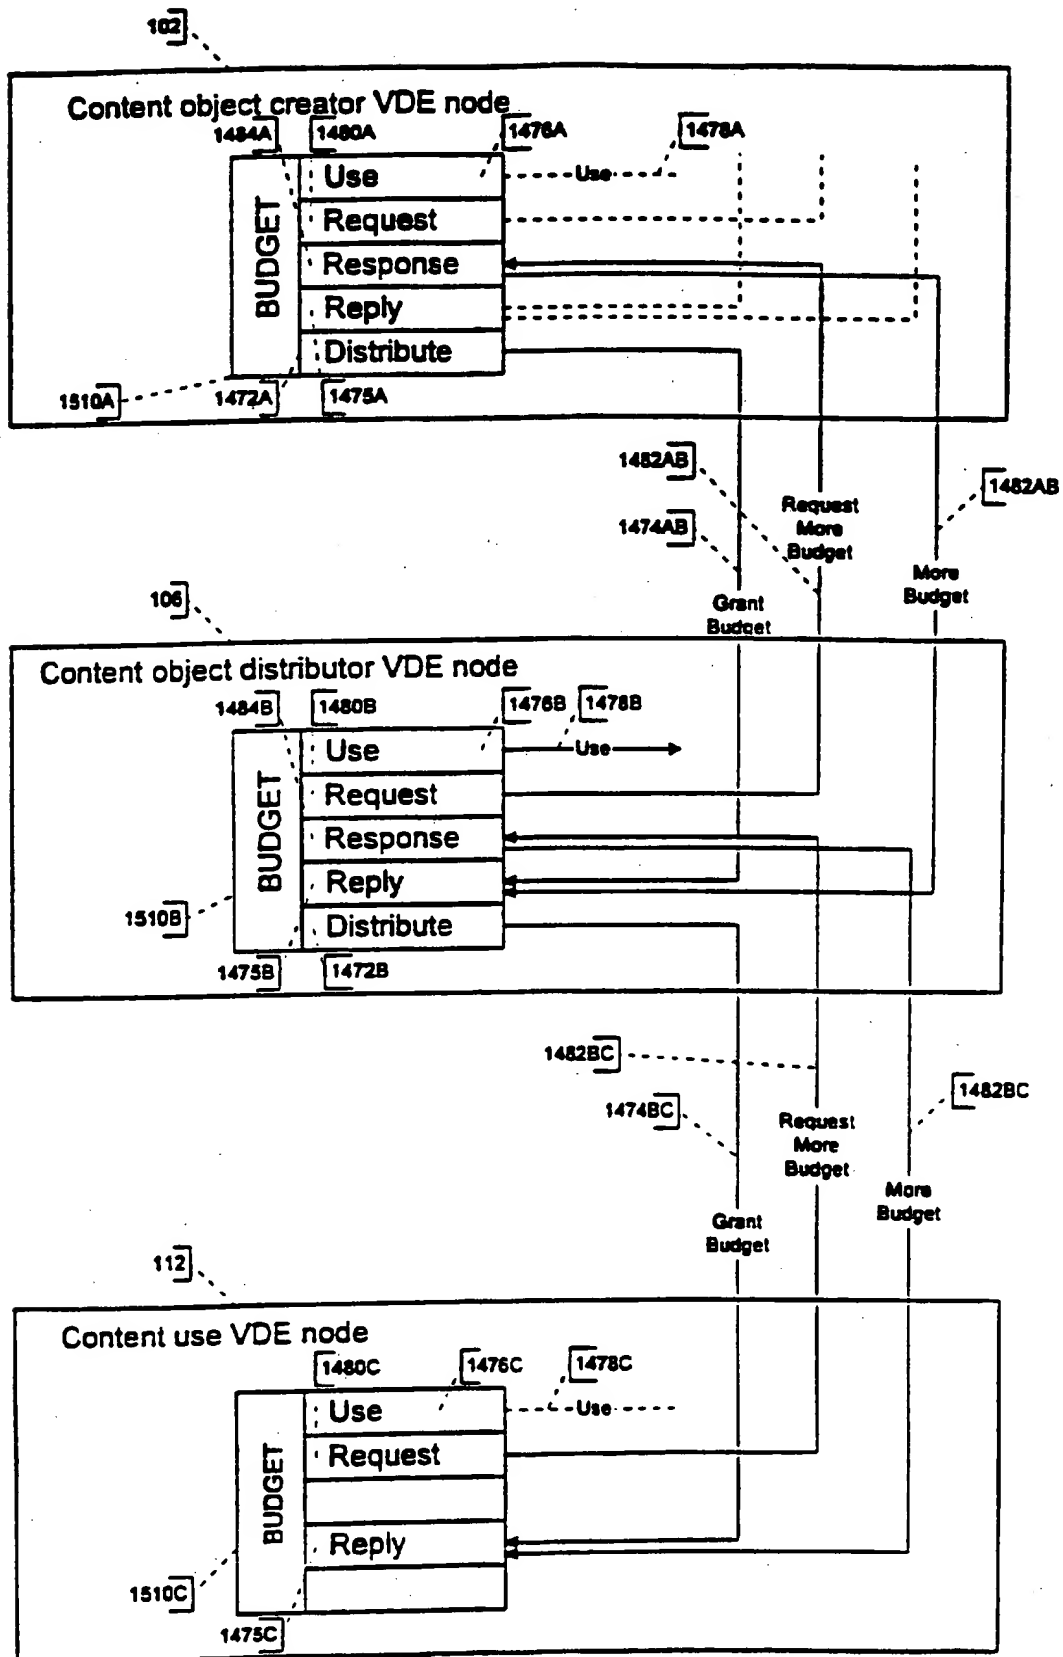 102
Content object creator VDE node
1484A
1480A
1476A
1478A
BUDGET
Use
Use
Request
Response
Reply
Distribute
1510A
1472A
1475A
1482AB
1482AB
1474AB
Request
More
Budget
More
Budget
Grant
Budget
106
Content object distributor VDE node
1484B
1480B
1476B
1478B
BUDGET
Use
Use
Request
Response
Reply
Distribute
1510B
1475B
1472B
1482BC
1482BC
1474BC
Request
More
Budget
More
Budget
Grant
Budget
112
Content use VDE node
1480C
1476C
1478C
BUDGET
Use
Use
Request
Reply
1510C
1475C